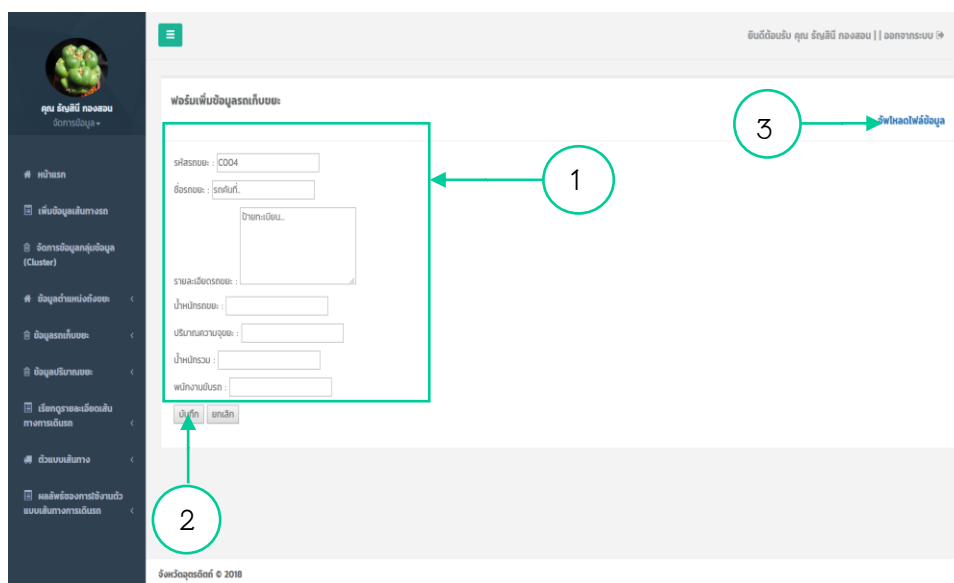 คุณ ธัญสินี กองสอน
จัดการข้อมูล
หน้าแรก
เพิ่มข้อมูลเส้นทางรถ
จัดการข้อมูลกลุ่มข้อมูล
(Cluster)
ข้อมูลตำแหน่งถังขยะ
ข้อมูลรถเก็บขยะ
ข้อมูลปริมาณขยะ
เรียกดูรายละเอียดเส้น
ทางการเดินรถ
ตัวแบบเส้นทาง
ผลลัพธ์ของการใช้งานตัว
แบบเส้นทางการเดินรถ
ยินดีต้อนรับ คุณ ธัญสินี กองสอน || ออกจากระบบ
ฟอร์มเพิ่มข้อมูลรถเก็บขยะ
3
อัพโหลดไฟล์ข้อมูล
รหัสรถขยะ : C004
1
ชื่อรถขยะ : รถคันที่..
ป้ายทะเบียน..
รายละเอียดรถขยะ :
น้ำหนักรถขยะ :
ปริมาณความจุขยะ :
น้ำหนักรวม :
พนักงานขับรถ :
บันทึก ยกเลิก
2
จังหวัดอุตรดิตถ์ © 2018